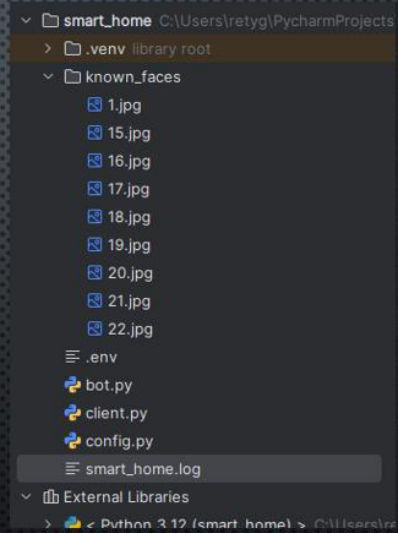 smart_home C:\Users\retyg\PycharmProjects
.venv library root
known_faces
1.jpg
15.jpg
16.jpg
17.jpg
18.jpg
19.jpg
20.jpg
21.jpg
22.jpg
.env
bot.py
client.py
config.py
smart_home.log
External Libraries
< Python 3.12 (smart_home) > C:\Users\re